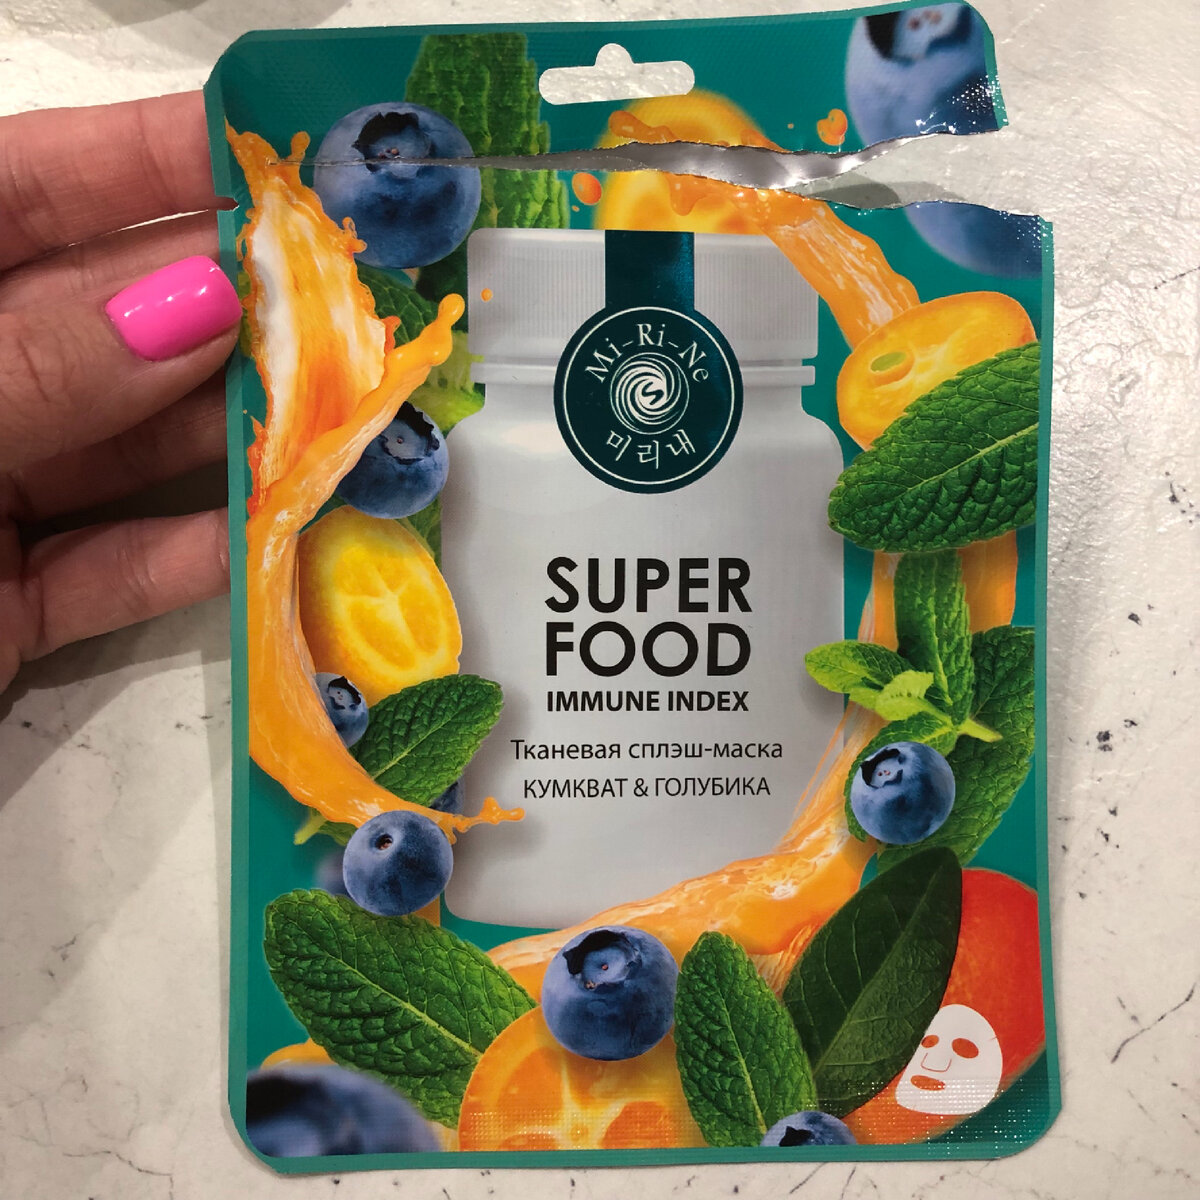 Mi-Ri-Ne
미리내
SUPER
FOOD
IMMUNE INDEX
Тканевая сплэш-маска
КУМКВАТ & ГОЛУБИКА